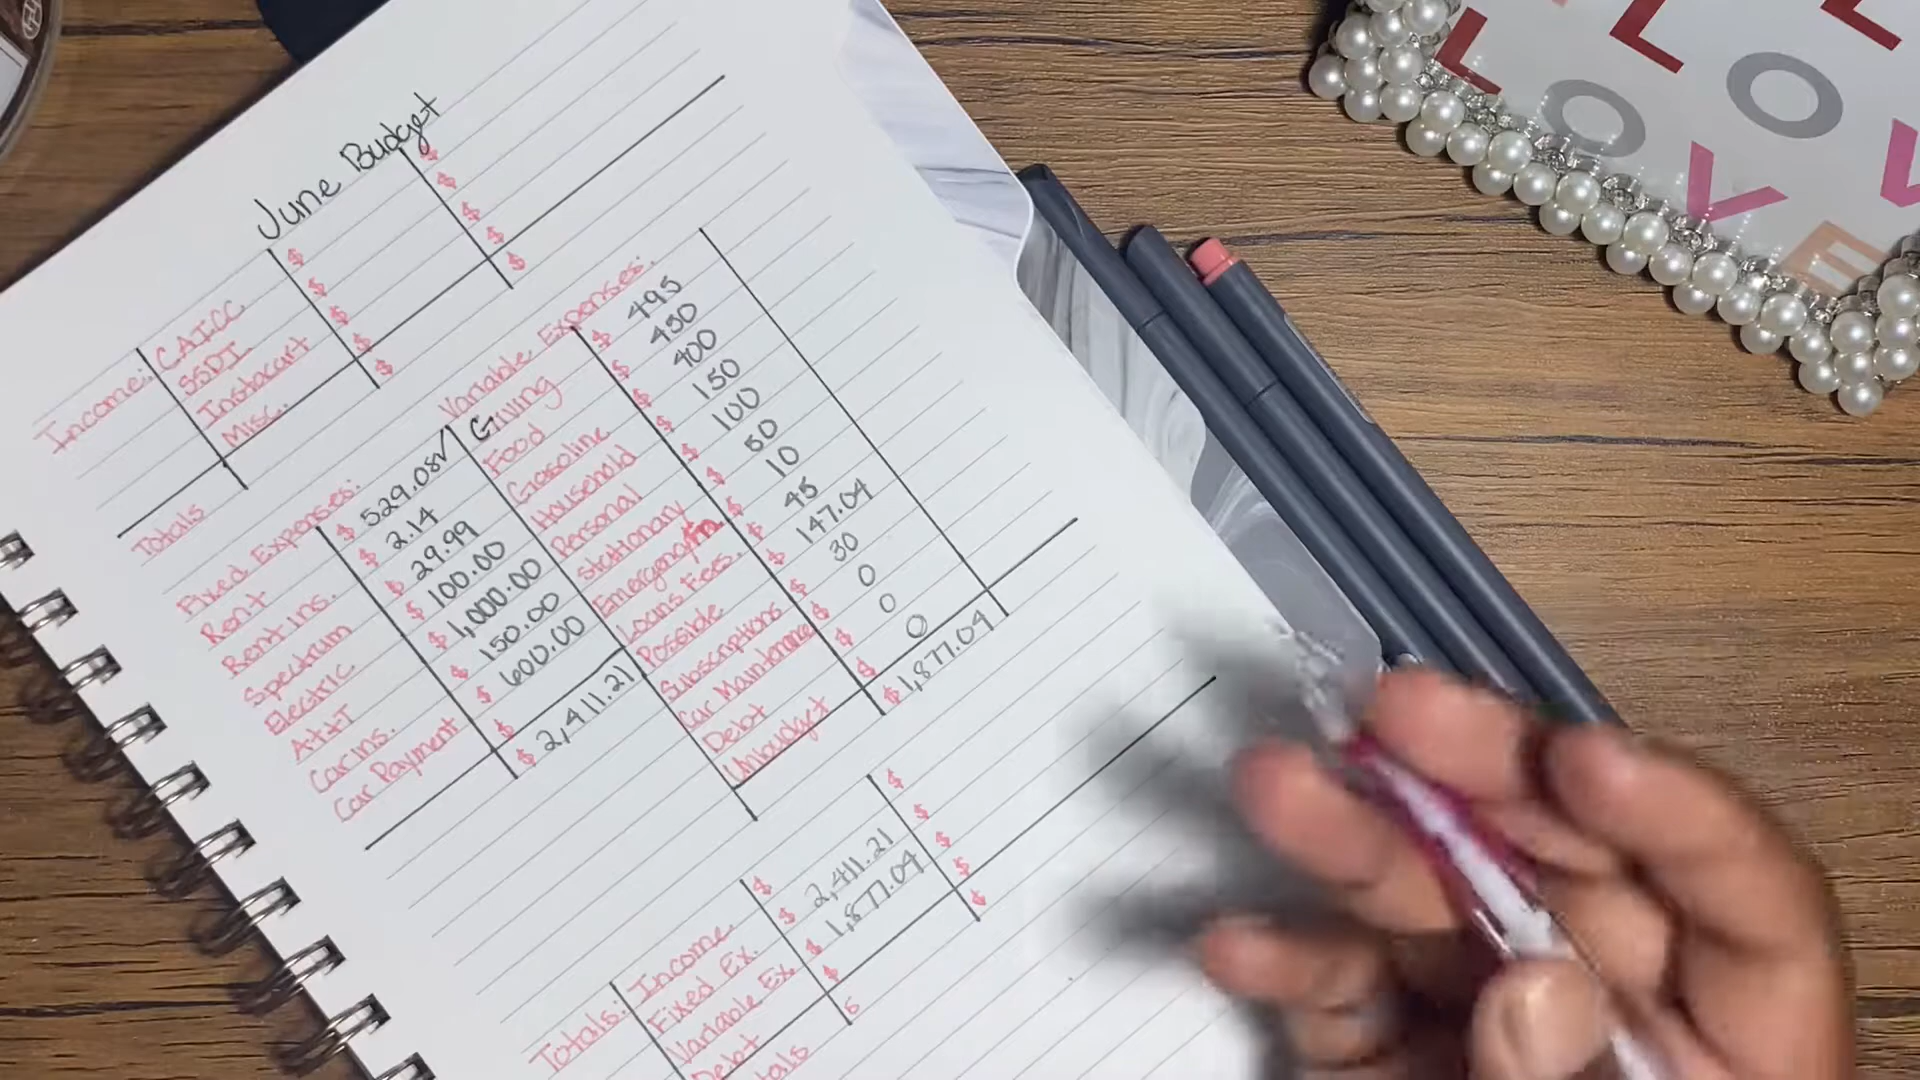 June Budget
Income: CAICC $ $
SSDI $ $
Instacart $ $
Misc. $ $
Totals $ $
Fixed Expenses:
Rent $ 529.08✓
Rent ins. $ 2.14
Spectrum $ 29.99
Electric $ 100.00
AT+T $ 1,000.00
Car ins. $ 150.00
Car Payment $ 600.00
$
$ 2,411.21
Variable Expenses:
Giving $ 495
Food $ 450
Gasoline $ 400
Household $ 150
Personal $ 100
Stationary $ 50
Emergency $ 10
Loans Fees. $ 45
Possible $ 147.04
Subscriptions $ 30
Car Maintenance $ 0
Debt $ 0
Unbudget $ 0
$ 1,877.04
Totals: Income $ $
Fixed Ex. $ 2,411.21 $
Variable Ex $ 1,877.04 $
Debt $ $
tals
L L
L O O
V V
E